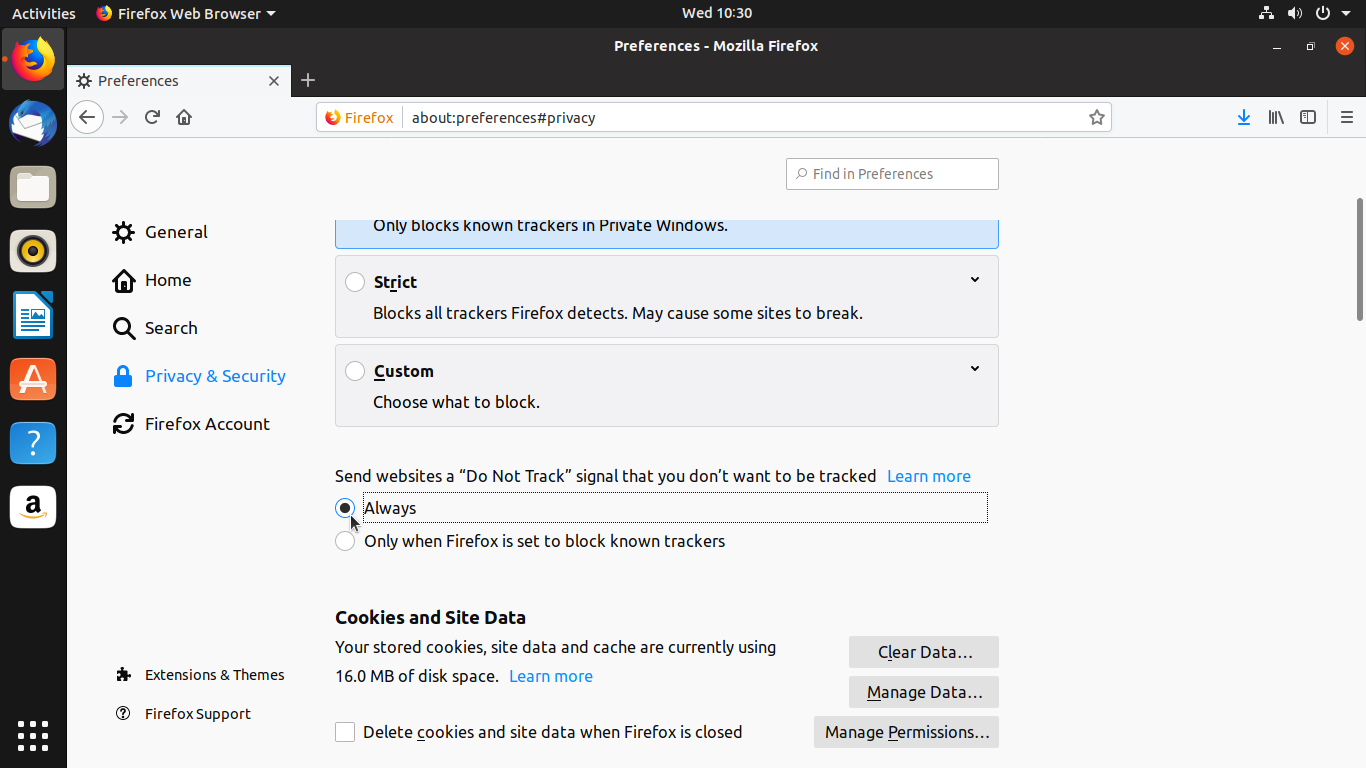 Activities
Firefox Web Browser
Wed 10:30
Preferences - Mozilla Firefox
Preferences
Firefox
about:preferences#privacy
Find in Preferences
General
Home
Search
Privacy & Security
Firefox Account
Extensions & Themes
Firefox Support
Only blocks known trackers in Private Windows.
Strict
Blocks all trackers Firefox detects. May cause some sites to break.
Custom
Choose what to block.
Send websites a “Do Not Track” signal that you don’t want to be tracked Learn more
Always
Only when Firefox is set to block known trackers
Cookies and Site Data
Your stored cookies, site data and cache are currently using
16.0 MB of disk space. Learn more
Clear Data…
Manage Data…
Delete cookies and site data when Firefox is closed
Manage Permissions…